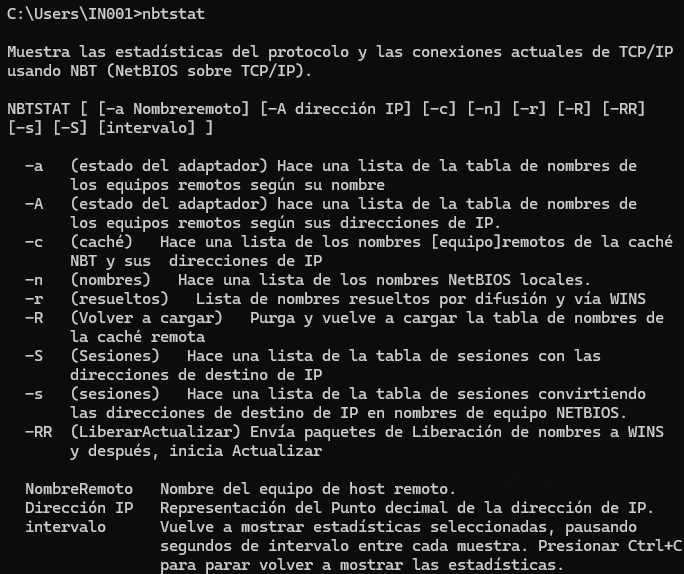 C:\Users\IN001>nbtstat
Muestra las estadísticas del protocolo y las conexiones actuales de TCP/IP
usando NBT (NetBIOS sobre TCP/IP).
NBTSTAT [ [-a Nombreremoto] [-A dirección IP] [-c] [-n] [-r] [-R] [-RR]
[-s] [-S] [intervalo] ]
-a (estado del adaptador) Hace una lista de la tabla de nombres de
los equipos remotos según su nombre
-A (estado del adaptador) hace una lista de la tabla de nombres de
los equipos remotos según sus direcciones de IP.
-c (caché) Hace una lista de los nombres [equipo]remotos de la caché
NBT y sus direcciones de IP
-n (nombres) Hace una lista de los nombres NetBIOS locales.
-r (resueltos) Lista de nombres resueltos por difusión y vía WINS
-R (Volver a cargar) Purga y vuelve a cargar la tabla de nombres de
la caché remota
-S (Sesiones) Hace una lista de la tabla de sesiones con las
direcciones de destino de IP
-s (sesiones) Hace una lista de la tabla de sesiones convirtiendo
las direcciones de destino de IP en nombres de equipo NETBIOS.
-RR (LiberarActualizar) Envía paquetes de Liberación de nombres a WINS
y después, inicia Actualizar
NombreRemoto Nombre del equipo de host remoto.
Dirección IP Representación del Punto decimal de la dirección de IP.
intervalo Vuelve a mostrar estadísticas seleccionadas, pausando
segundos de intervalo entre cada muestra. Presionar Ctrl+C
para parar volver a mostrar las estadísticas.